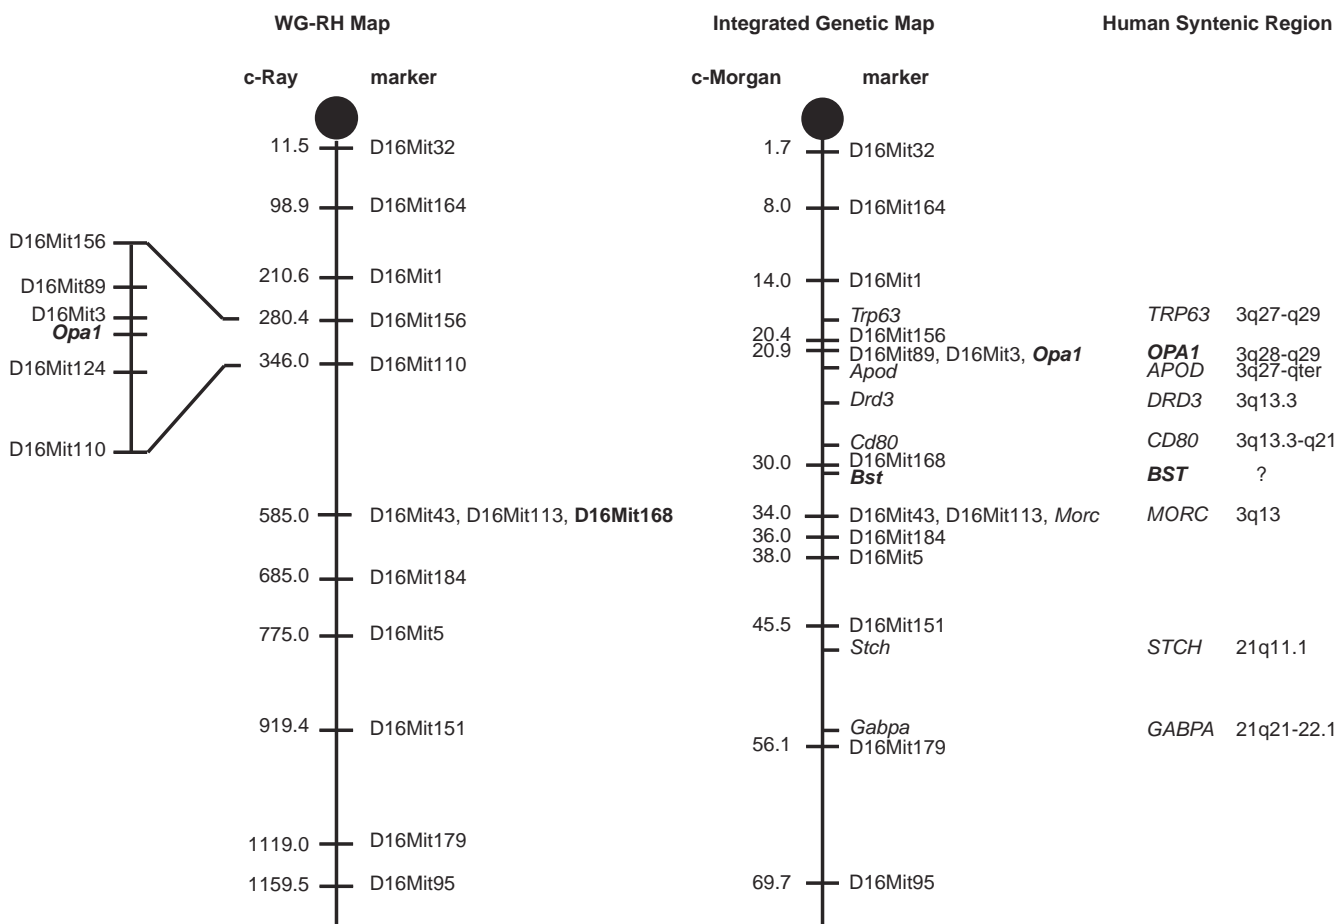 WG-RH Map
Integrated Genetic Map
Human Syntenic Region
c-Ray marker
c-Morgan marker
11.5 D16Mit32
98.9 D16Mit164
210.6 D16Mit1
280.4 D16Mit156
346.0 D16Mit110
585.0 D16Mit43, D16Mit113, D16Mit168
685.0 D16Mit184
775.0 D16Mit5
919.4 D16Mit151
1119.0 D16Mit179
1159.5 D16Mit95
D16Mit156
D16Mit89
D16Mit3
Opa1
D16Mit124
D16Mit110
1.7 D16Mit32
8.0 D16Mit164
14.0 D16Mit1
Trp63 TRP63 3q27-q29
20.4 D16Mit156
20.9 D16Mit89, D16Mit3, Opa1 OPA1 3q28-q29
Apod APOD 3q27-qter
Drd3 DRD3 3q13.3
Cd80 CD80 3q13.3-q21
30.0 D16Mit168
Bst BST ?
34.0 D16Mit43, D16Mit113, Morc MORC 3q13
36.0 D16Mit184
38.0 D16Mit5
45.5 D16Mit151
Stch STCH 21q11.1
Gabpa GABPA 21q21-22.1
56.1 D16Mit179
69.7 D16Mit95